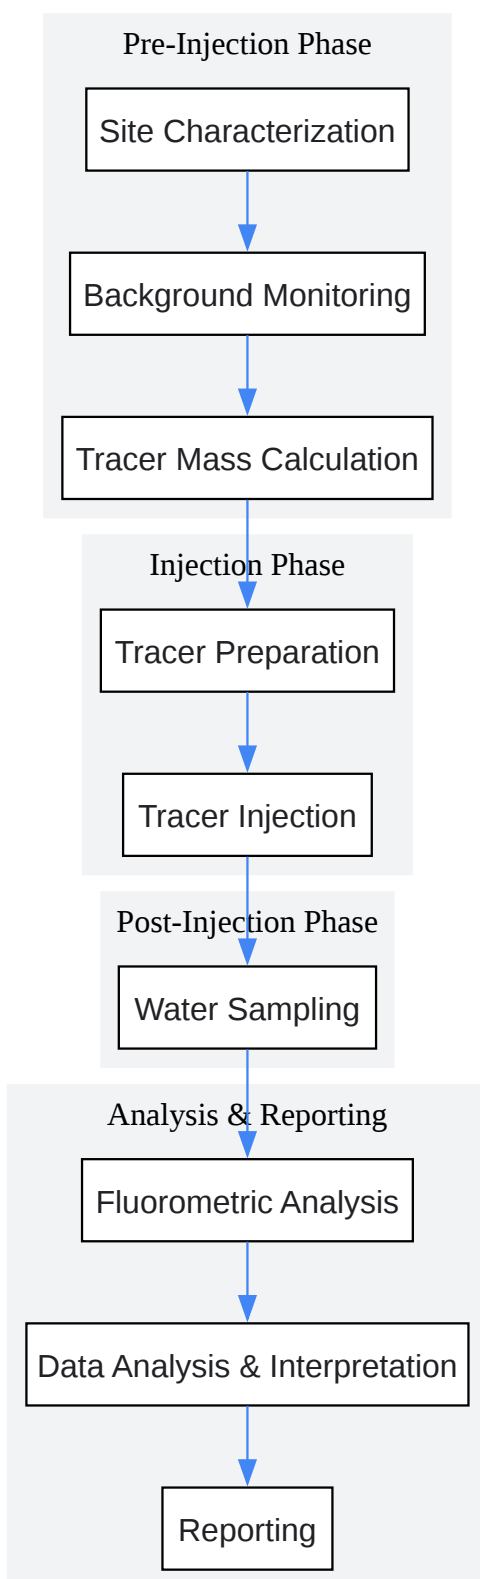 Pre-Injection Phase
Site Characterization
Background Monitoring
Tracer Mass Calculation
Injection Phase
Tracer Preparation
Tracer Injection
Post-Injection Phase
Water Sampling
Analysis & Reporting
Fluorometric Analysis
Data Analysis & Interpretation
Reporting